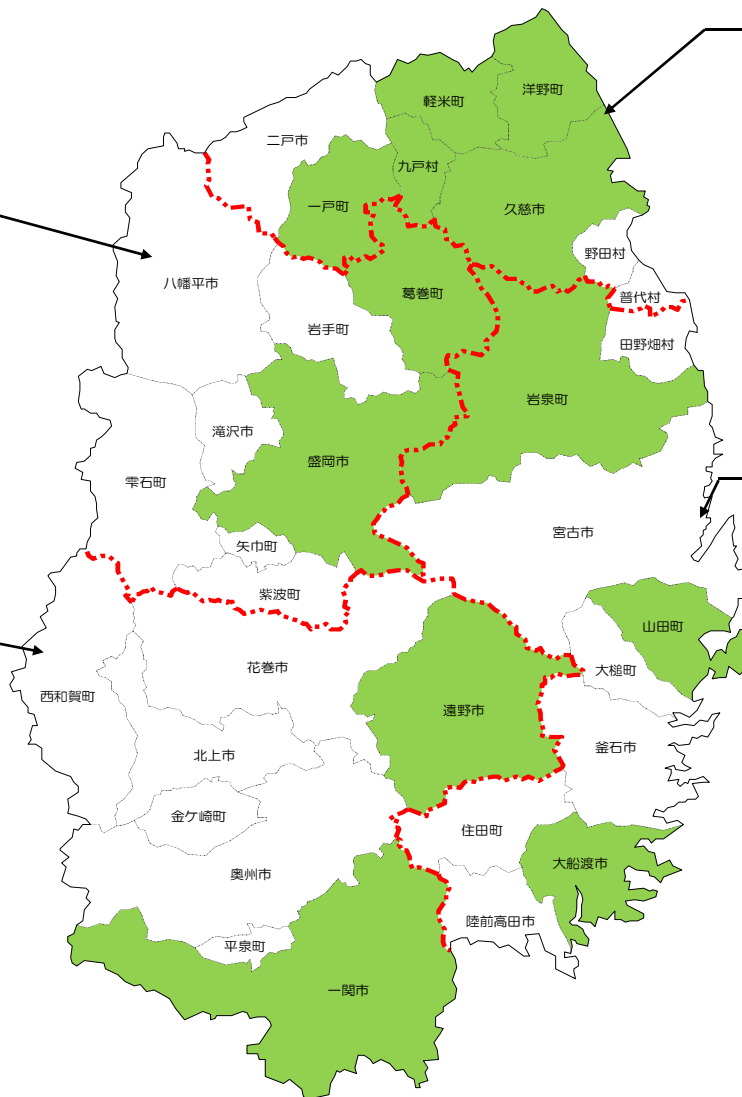 洋野町
軽米町
二戸市
九戸村
一戸町
久慈市
野田村
八幡平市
葛巻町
普代村
岩手町
田野畑村
岩泉町
滝沢市
盛岡市
雫石町
宮古市
矢巾町
紫波町
山田町
花巻市
大槌町
西和賀町
遠野市
釜石市
北上市
金ケ崎町
住田町
大船渡市
奥州市
陸前高田市
平泉町
一関市